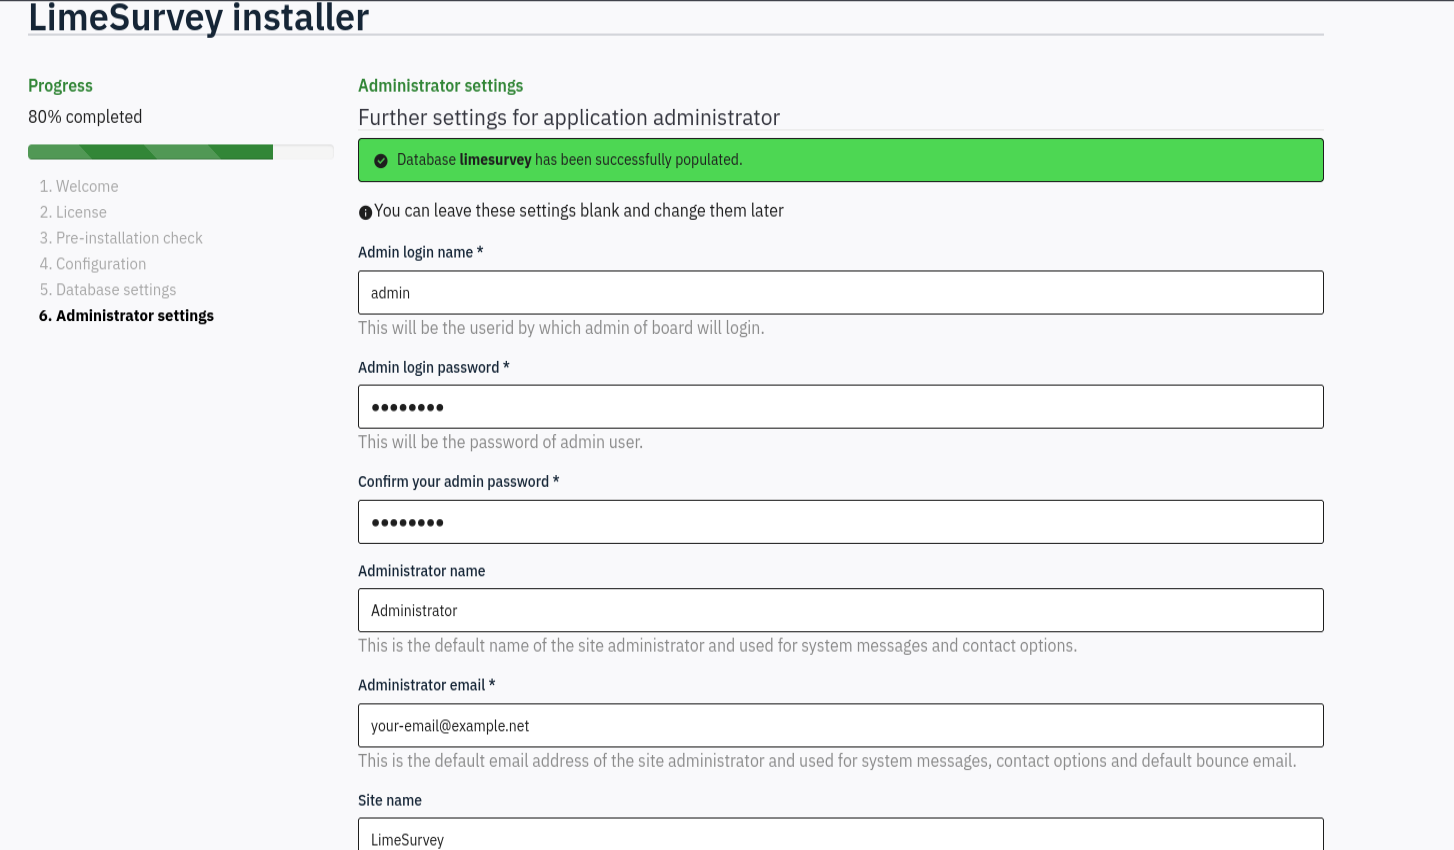 LimeSurvey installer
Progress
80% completed
1. Welcome
2. License
3. Pre-installation check
4. Configuration
5. Database settings
6. Administrator settings
Administrator settings
Further settings for application administrator
Database limesurvey has been successfully populated.
You can leave these settings blank and change them later
Admin login name *
admin
This will be the userid by which admin of board will login.
Admin login password *
••••••••
This will be the password of admin user.
Confirm your admin password *
••••••••
Administrator name
Administrator
This is the default name of the site administrator and used for system messages and contact options.
Administrator email *
your-email@example.net
This is the default email address of the site administrator and used for system messages, contact options and default bounce email.
Site name
LimeSurvey